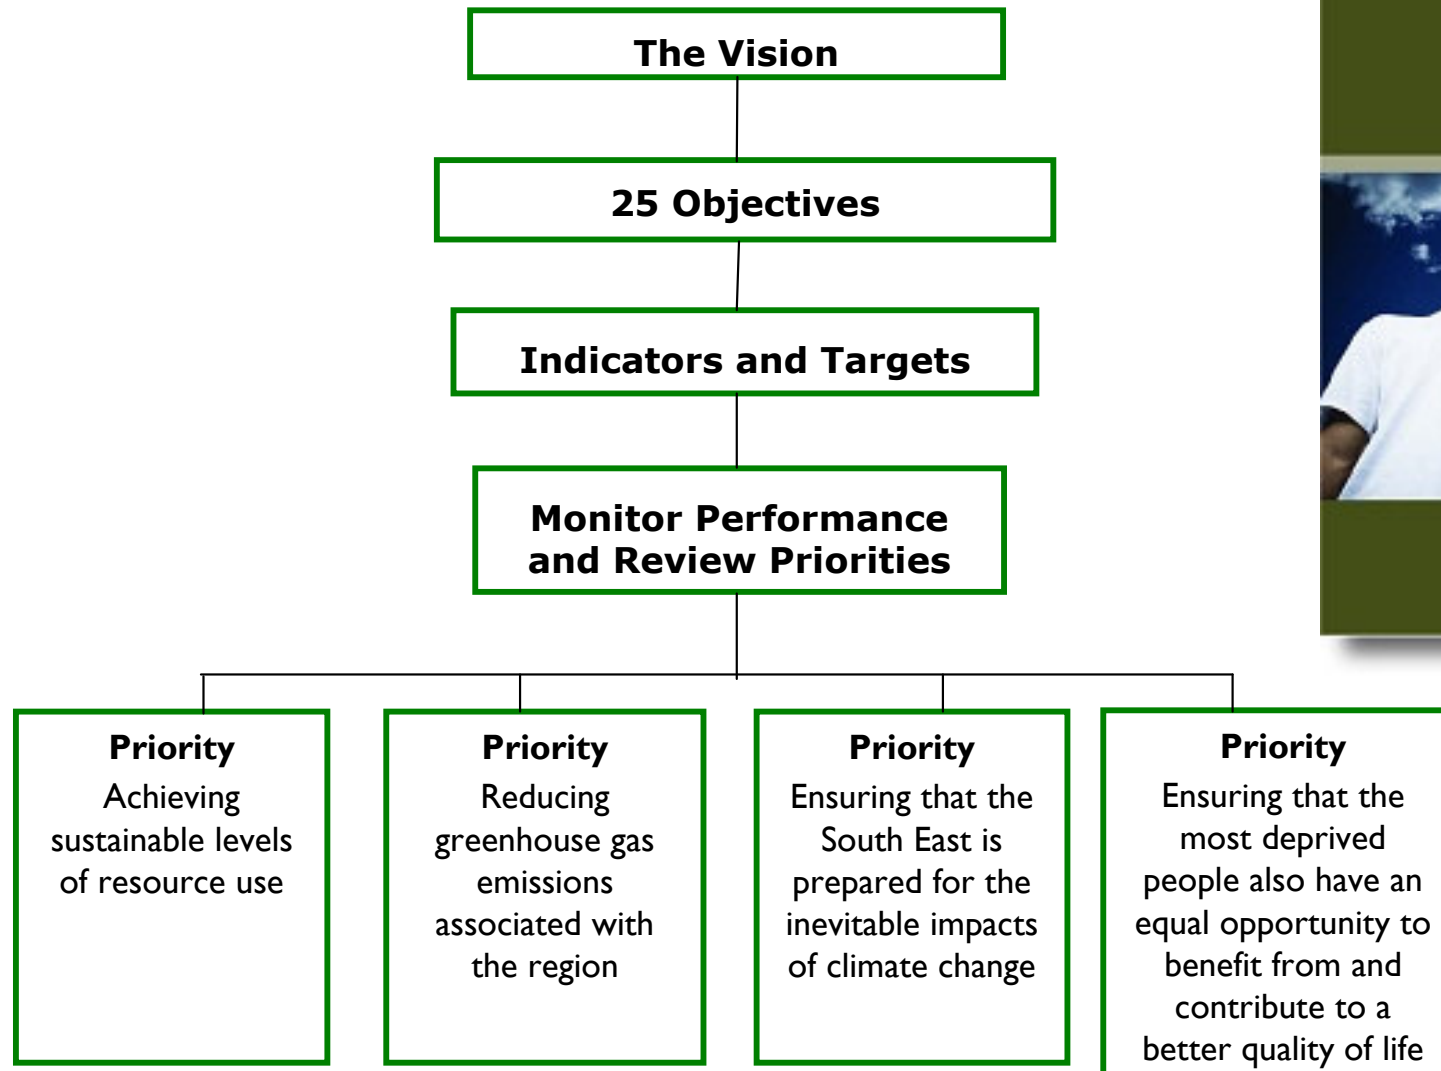 The Vision
25 Objectives
Indicators and Targets
Monitor Performance
and Review Priorities
Priority
Achieving
sustainable levels
of resource use
Priority
Reducing
greenhouse gas
emissions
associated with
the region
Priority
Ensuring that the
South East is
prepared for the
inevitable impacts
of climate change
Priority
Ensuring that the
most deprived
people also have an
equal opportunity to
benefit from and
contribute to a
better quality of life